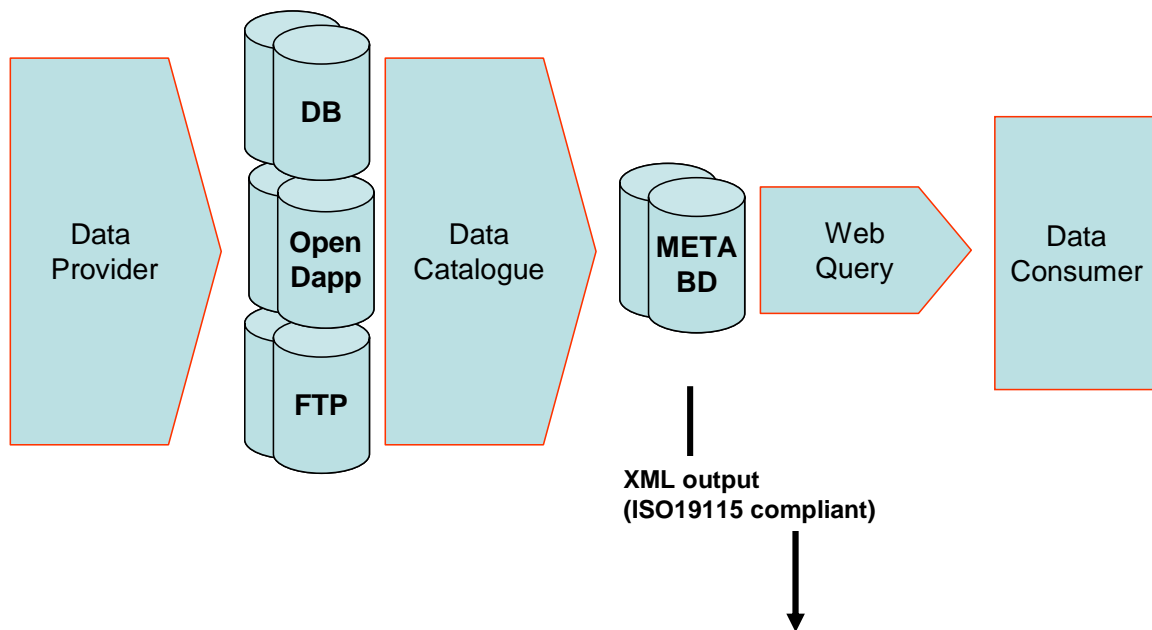 DB
Data
Provider
Open
Dapp
Data
Catalogue
META
BD
Web
Query
Data
Consumer
FTP
XML output
(ISO19115 compliant)